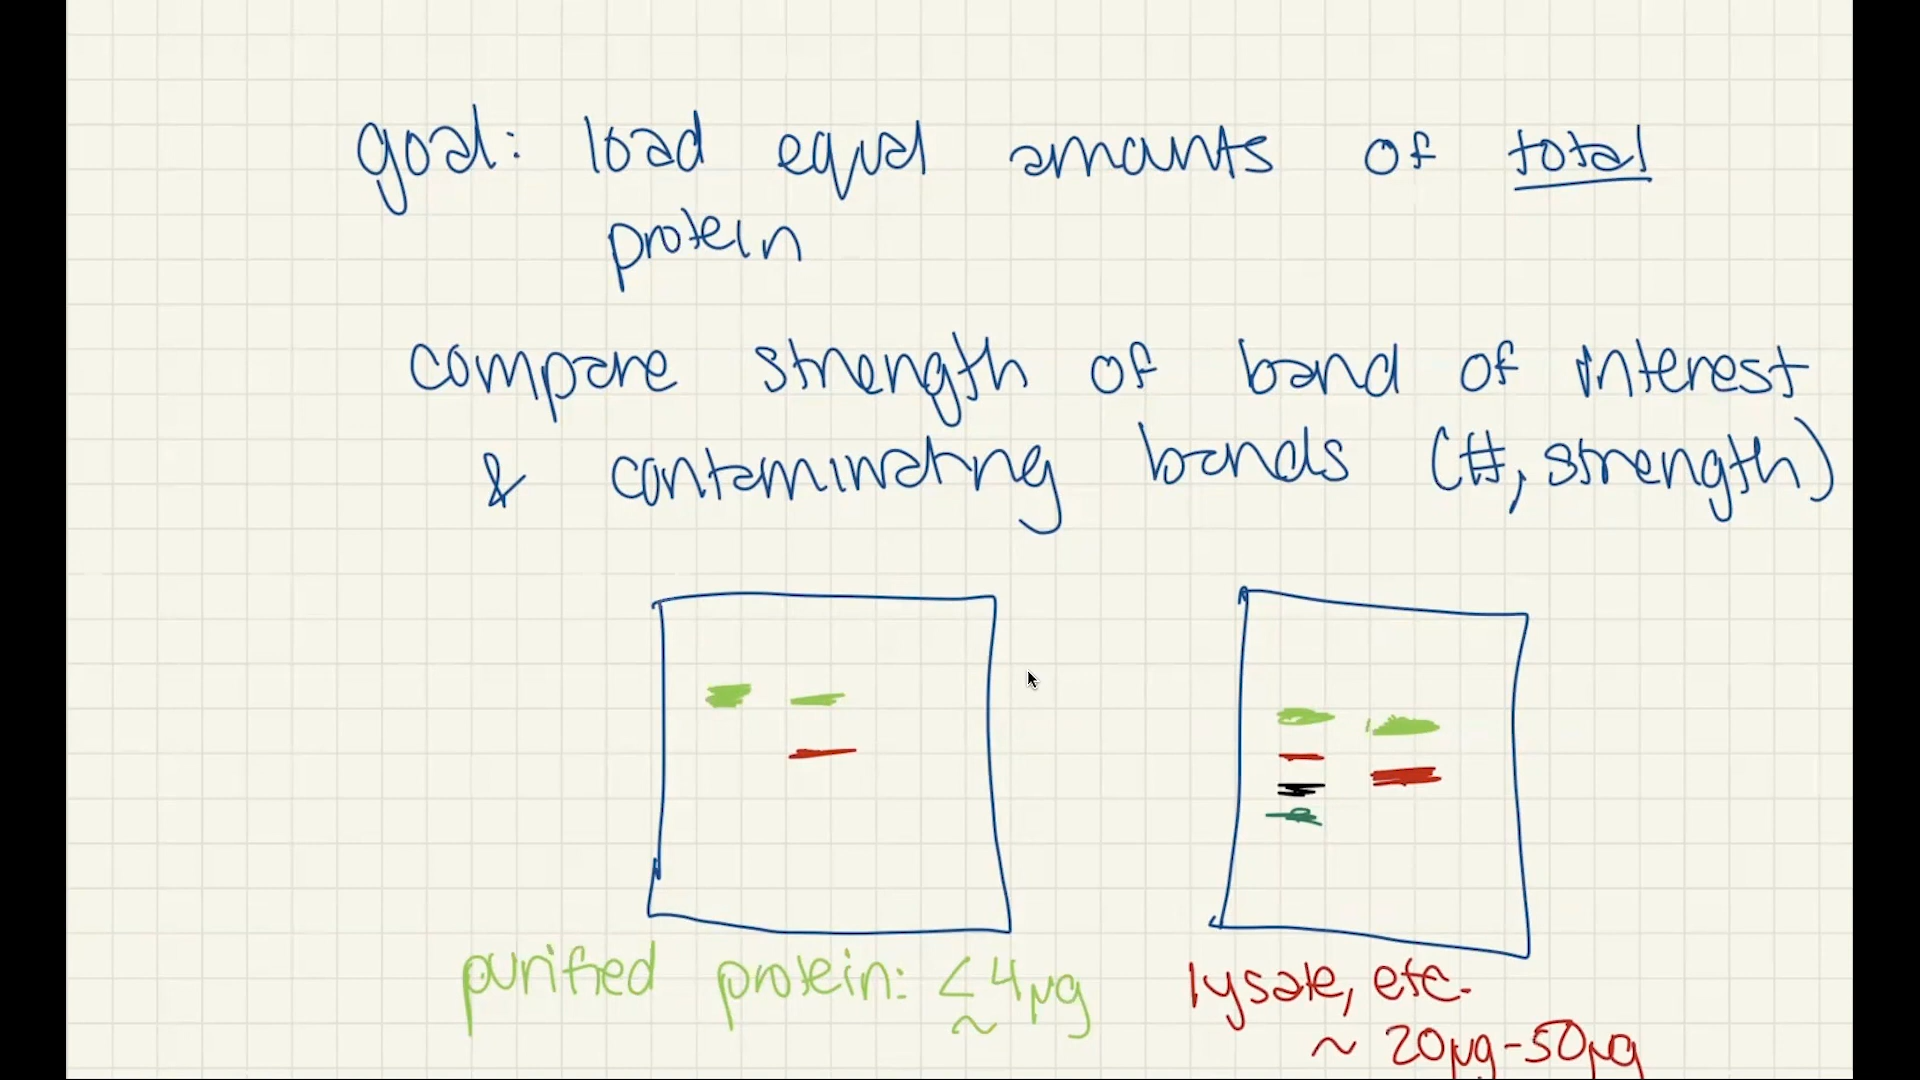 goal: load equal amounts of total
protein
compare strength of band of interest
& contaminating bands (#, strength)
purified protein: ≲4µg
lysate, etc.
~ 20µg-50µg